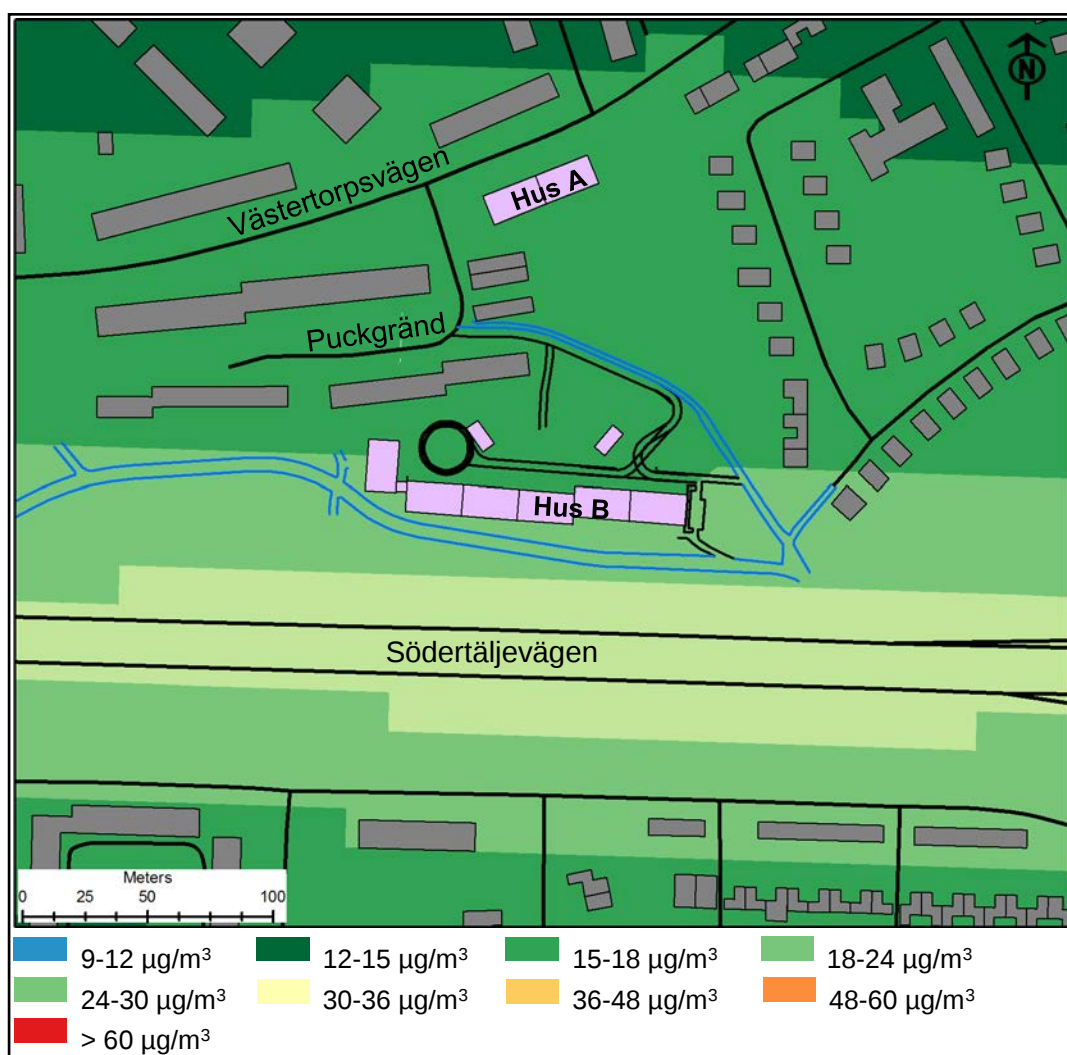 N
Hus A
Västertorpsvägen
Puckgränd
Hus B
Södertäljevägen
Meters
0 25 50 100
9-12 µg/m³ 12-15 µg/m³ 15-18 µg/m³ 18-24 µg/m³
24-30 µg/m³ 30-36 µg/m³ 36-48 µg/m³ 48-60 µg/m³
> 60 µg/m³